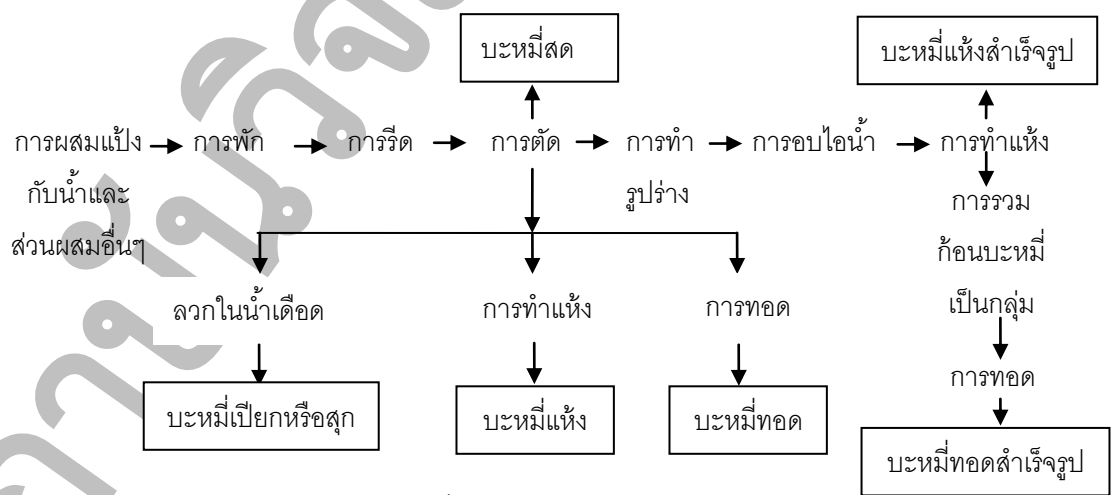 บะหมี่สด บะหมี่แห้งสำเร็จรูป
การผสมแป้ง การพัก การรีด การตัด การทำ การอบไอน้ำ การทำแห้ง
กับน้ำและ รูปร่าง การรวม
ส่วนผสมอื่นๆ ก้อนบะหมี่
ลวกในน้ำเดือด การทำแห้ง การทอด เป็นกลุ่ม
การทอด
บะหมี่เปียกหรือสุก บะหมี่แห้ง บะหมี่ทอด
บะหมี่ทอดสำเร็จรูป